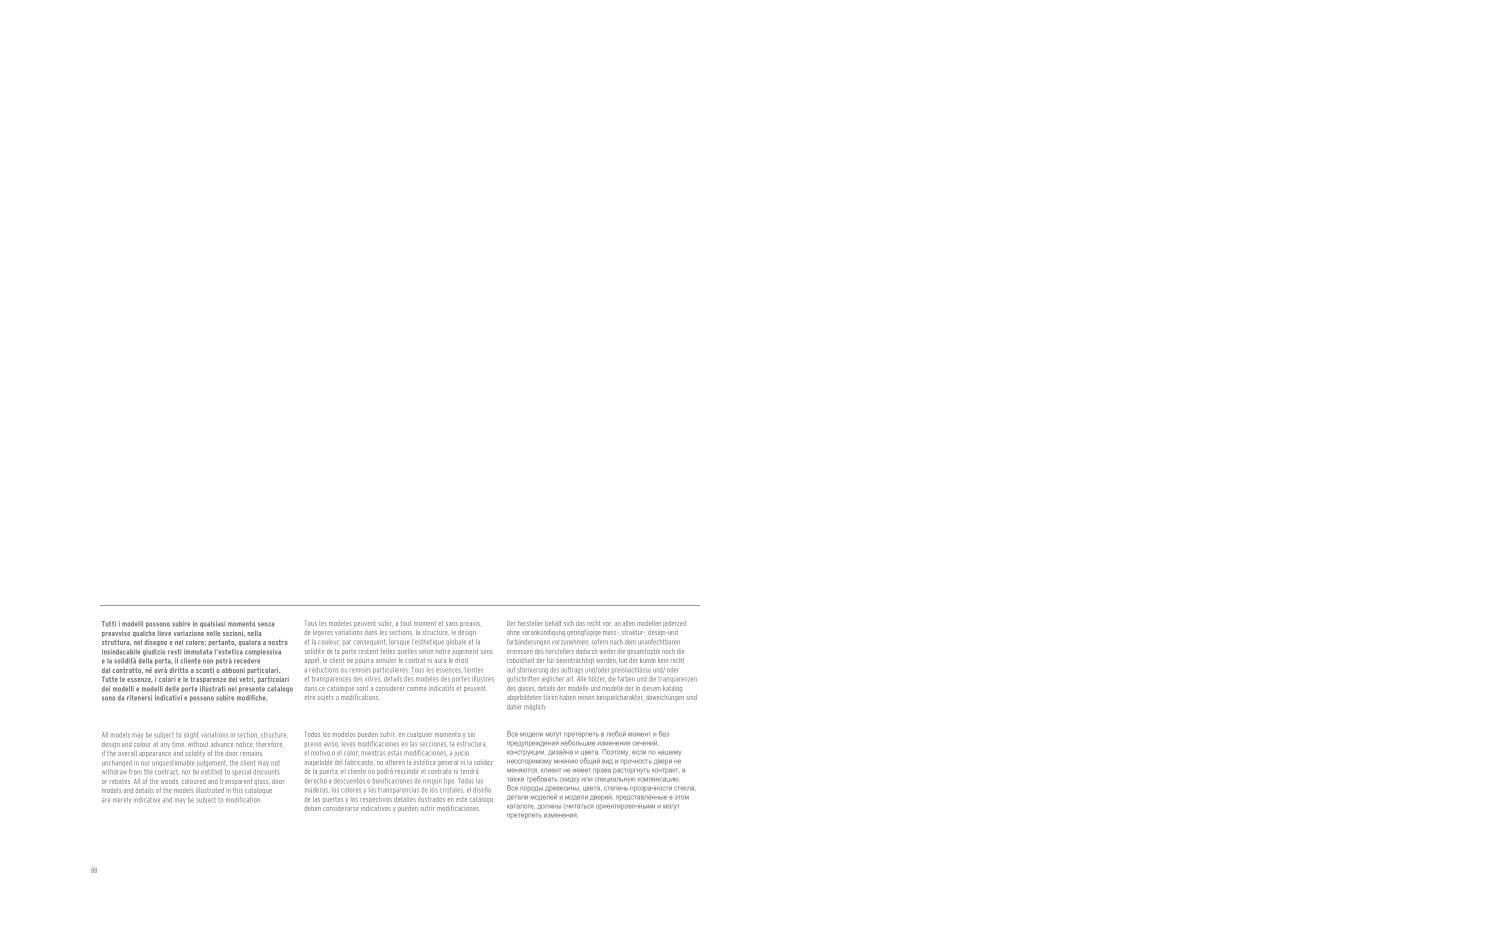 Tutti i modelli possono subire in qualsiasi momento senza
preavviso qualche lieve variazione nelle sezioni, nella
struttura, nel disegno e nel colore; pertanto, qualora a nostro
insindacabile giudizio resti immutata l'estetica complessiva
e la solidità della porta, il cliente non potrà recedere
dal contratto, né avrà diritto a sconti o abbuoni particolari.
Tutte le essenze, i colori e le trasparenze dei vetri, particolari
dei modelli e modelli delle porte illustrati nel presente catalogo
sono da ritenersi indicativi e possono subire modifiche.
Tous les modeles peuvent subir, a tout moment et sans preavis,
de legeres variations dans les sections, la structure, le design
et la couleur; par consequent, lorsque l'esthetique globale et la
solidite de la porte restent telles quelles selon notre jugement sans
appel, le client ne pourra annuler le contrat ni aura le droit
a reductions ou remises particulieres. Tous les essences, teintes
et transparences des vitres, details des modeles des portes illustres
dans ce catalogue sont a considerer comme indicatifs et peuvent
etre sujets a modifications.
Der hersteller behält sich das recht vor, an allen modellen jederzeit
ohne vorankündigung geringfügige mass-, struktur-, design-und
farbänderungen vorzunehmen; sofern nach dem unanfechtbaren
ermessen des herstellers dadurch weder die gesamtoptik noch die
robustheit der tür beeinträchtigt werden, hat der kunde kein recht
auf stornierung des auftrags und/oder preisnachlässe und/ oder
gutschriften jeglicher art. Alle hölzer, die farben und die transparenzen
des glases, details der modelle und modelle der in diesem katalog
abgebildeten türen haben reinen beispielcharakter, abweichungen sind
daher möglich.
All models may be subject to slight variations in section, structure,
design and colour at any time, without advance notice; therefore,
if the overall appearance and solidity of the door remains
unchanged in our unquestionable judgement, the client may not
withdraw from the contract, nor be entitled to special discounts
or rebates. All of the woods, coloured and transparent glass, door
models and details of the models illustrated in this catalogue
are merely indicative and may be subject to modification.
Todos los modelos pueden sufrir, en cualquier momento y sin
previo aviso, leves modificaciones en las secciones, la estructura,
el motivo o el color; mientras estas modificaciones, a juicio
inapelable del fabricante, no alteren la estética general ni la solidez
de la puerta, el cliente no podrá rescindir el contrato ni tendrá
derecho a descuentos o bonificaciones de ningún tipo. Todas las
maderas, los colores y las transparencias de los cristales, el diseño
de las puertas y los respectivos detalles ilustrados en este catálogo
deben considerarse indicativos y pueden sufrir modificaciones.
Все модели могут претерпеть в любой момент и без
предупреждения небольшие изменения сечений,
конструкции, дизайна и цвета. Поэтому, если по нашему
неоспоримому мнению общий вид и прочность двери не
меняются, клиент не имеет права расторгнуть контракт, а
также требовать скидку или специальную компенсацию.
Все породы древесины, цвета, степень прозрачности стекла,
детали моделей и модели дверей, представленные в этом
каталоге, должны считаться ориентировочными и могут
претерпеть изменения.
88